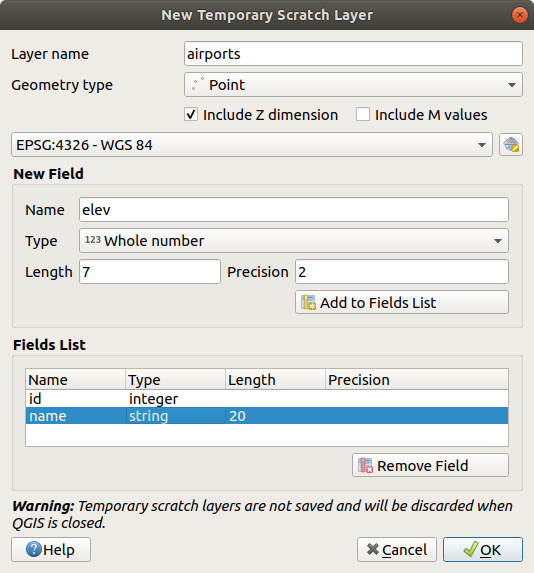 New Temporary Scratch Layer
Layer name airports
Geometry type Point
Include Z dimension Include M values
EPSG:4326 - WGS 84
New Field
Name elev
Type 123 Whole number
Length 7 Precision 2
Add to Fields List
Fields List
Name Type Length Precision
id integer
name string 20
Remove Field
Warning: Temporary scratch layers are not saved and will be discarded when
QGIS is closed.
Help Cancel OK